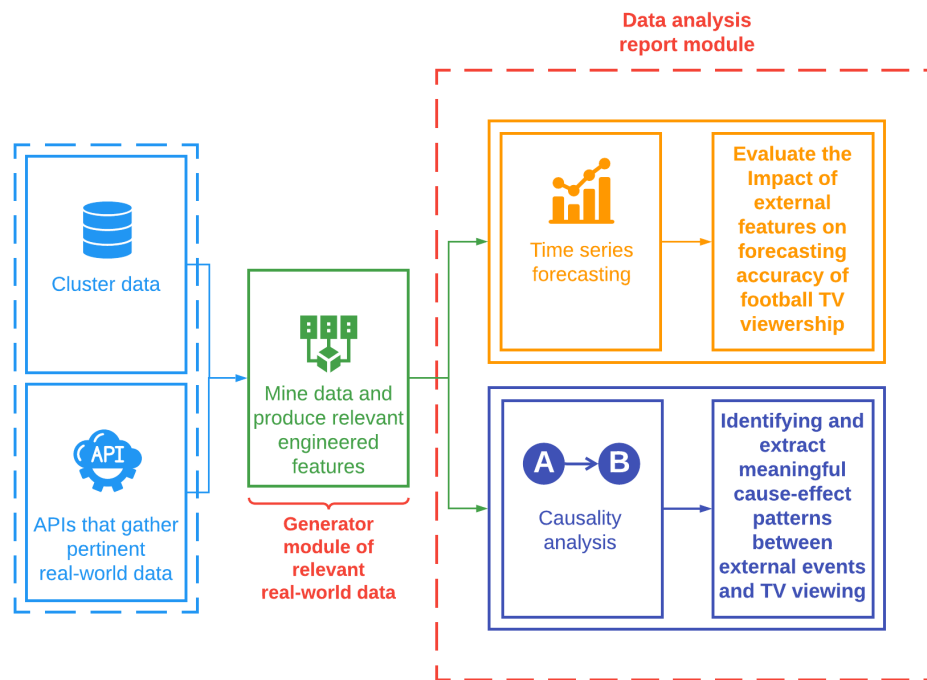 Data analysis
report module
Cluster data
API
APIs that gather
pertinent
real-world data
Mine data and
produce relevant
engineered
features
Generator
module of
relevant
real-world data
Time series
forecasting
Evaluate the
Impact of
external
features on
forecasting
accuracy of
football TV
viewership
A
B
Causality
analysis
Identifying and
extract
meaningful
cause-effect
patterns
between
external events
and TV viewing